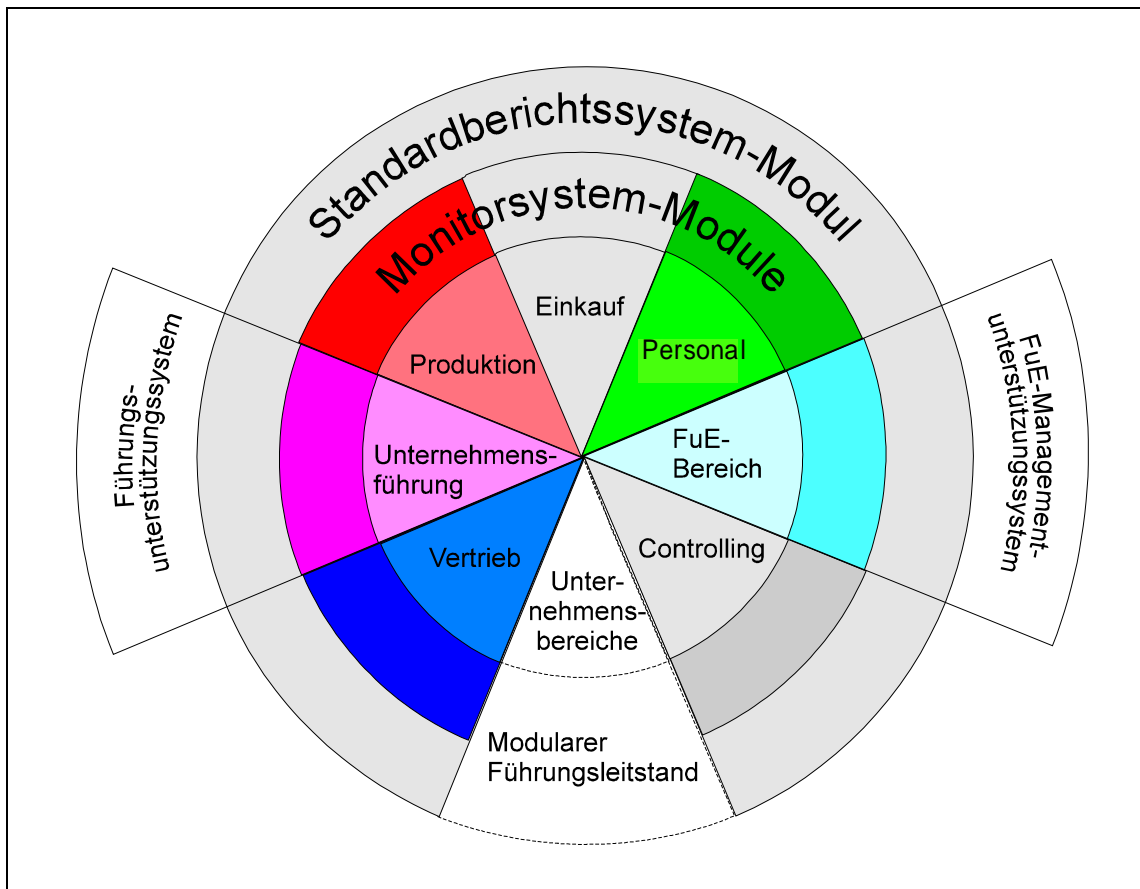 Standardberichtssystem-Modul
Monitorsystem-Module
Einkauf
Produktion
Personal
Führungs-
unterstützungssystem
Unternehmens-
führung
FuE-
Bereich
FuE-Management-
unterstützungssystem
Vertrieb
Controlling
Unter-
nehmens-
bereiche
Modularer
Führungsleitstand